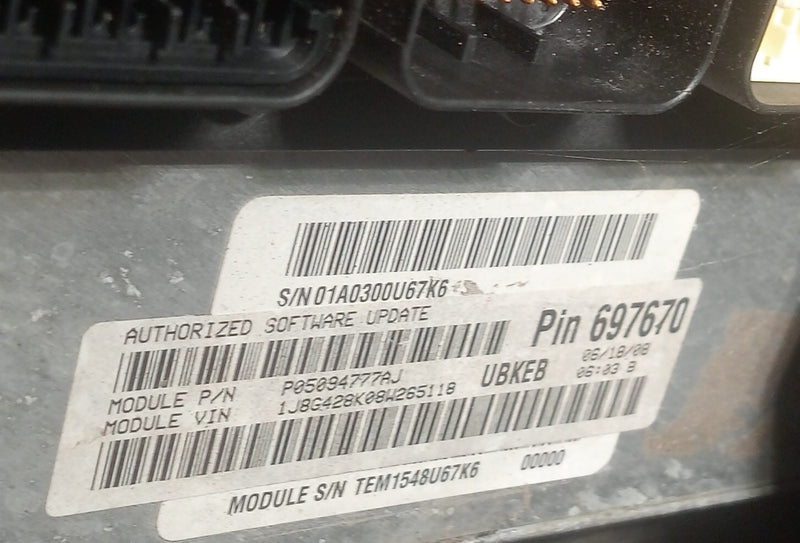 S/N 01A0300U67K6
AUTHORIZED SOFTWARE UPDATE
Pin 697670
MODULE P/N P05094777AJ UBKEB 06/18/08
MODULE VIN 1J8G428K08W265118 06:03 B
MODULE S/N TEM1548U67K6 00000